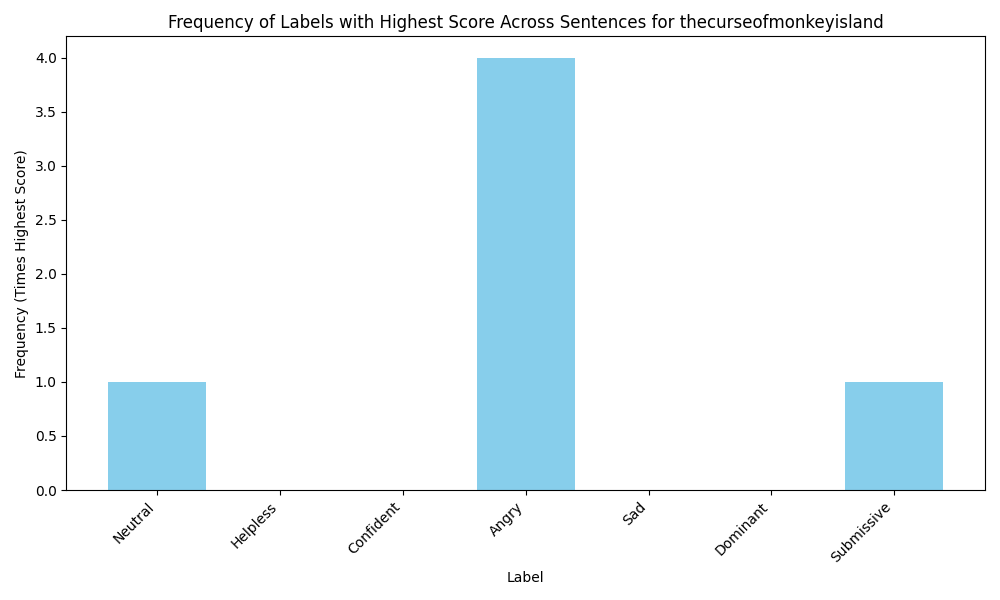 Frequency of Labels with Highest Score Across Sentences for thecurseofmonkeyisland
Frequency (Times Highest Score)
4.0
3.5
3.0
2.5
2.0
1.5
1.0
0.5
0.0
Neutral
Helpless
Confident
Angry
Sad
Dominant
Submissive
Label